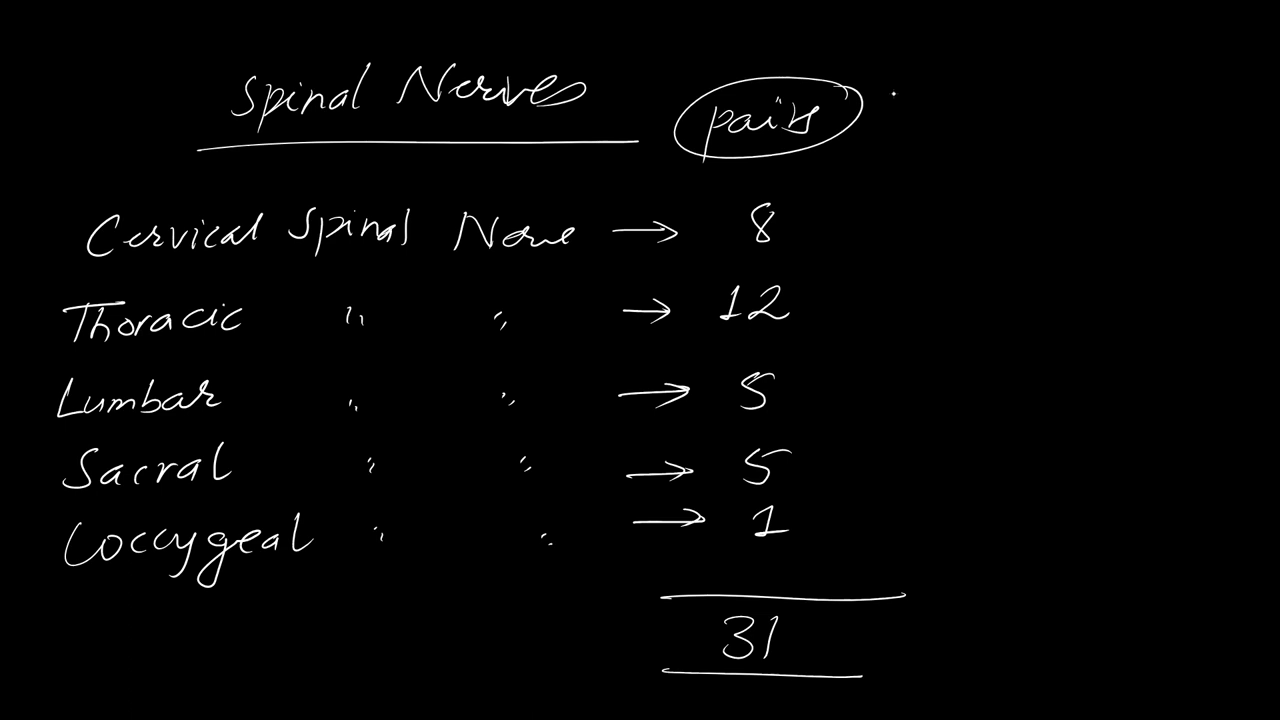 Spinal Nerves pairs
Cervical Spinal Nerve → 8
Thoracic " " → 12
Lumbar " " → 5
Sacral " " → 5
Coccygeal " " → 1
31